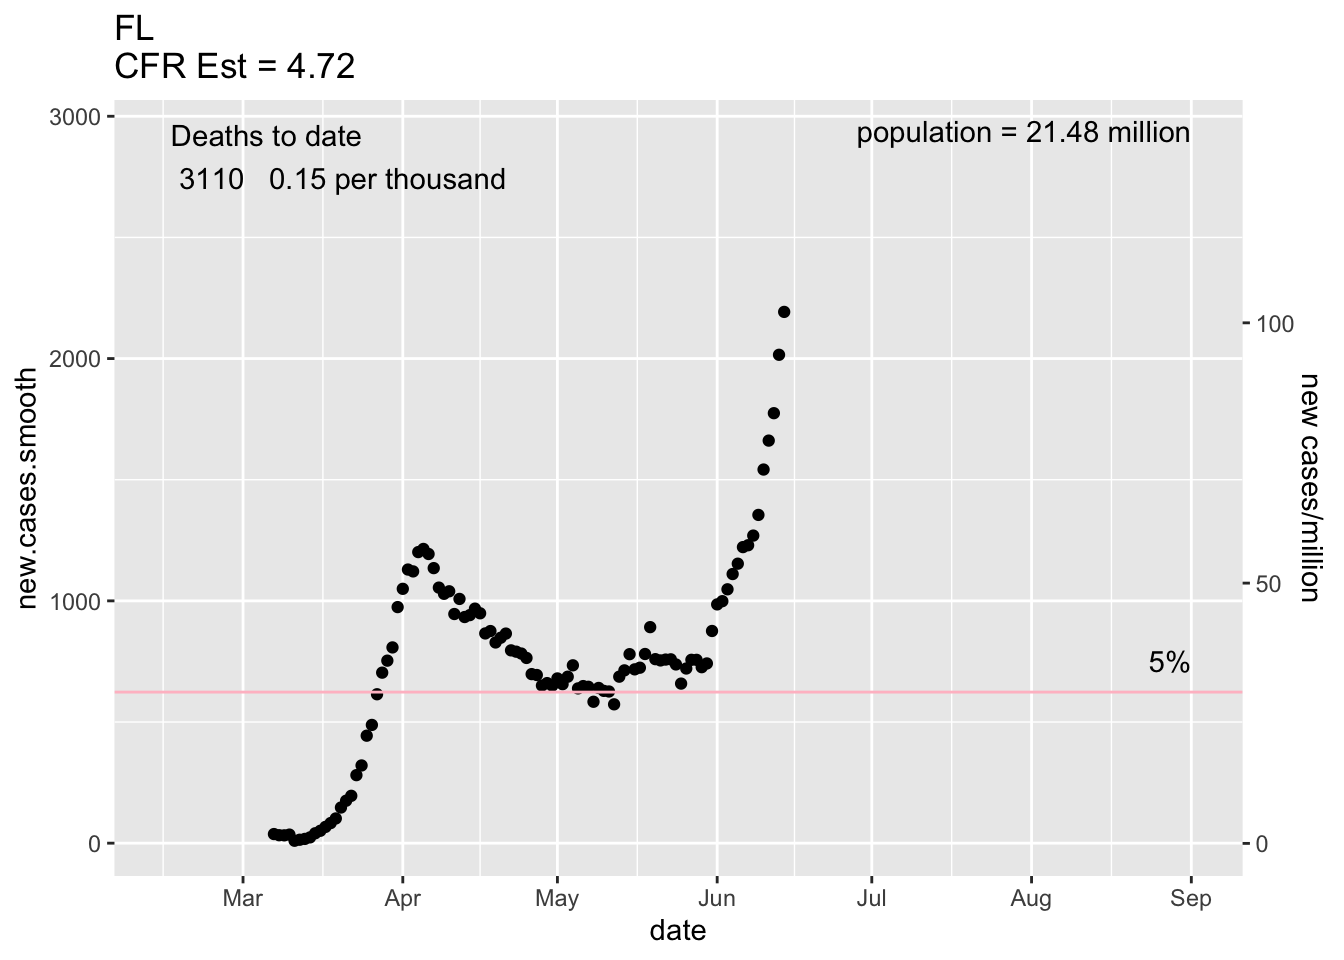 FL
CFR Est = 4.72
3000
Deaths to date
population = 21.48 million
3110 0.15 per thousand
2000
100
new.cases.smooth
new cases/million
1000
50
5%
0
0
Mar Apr May Jun Jul Aug Sep
date